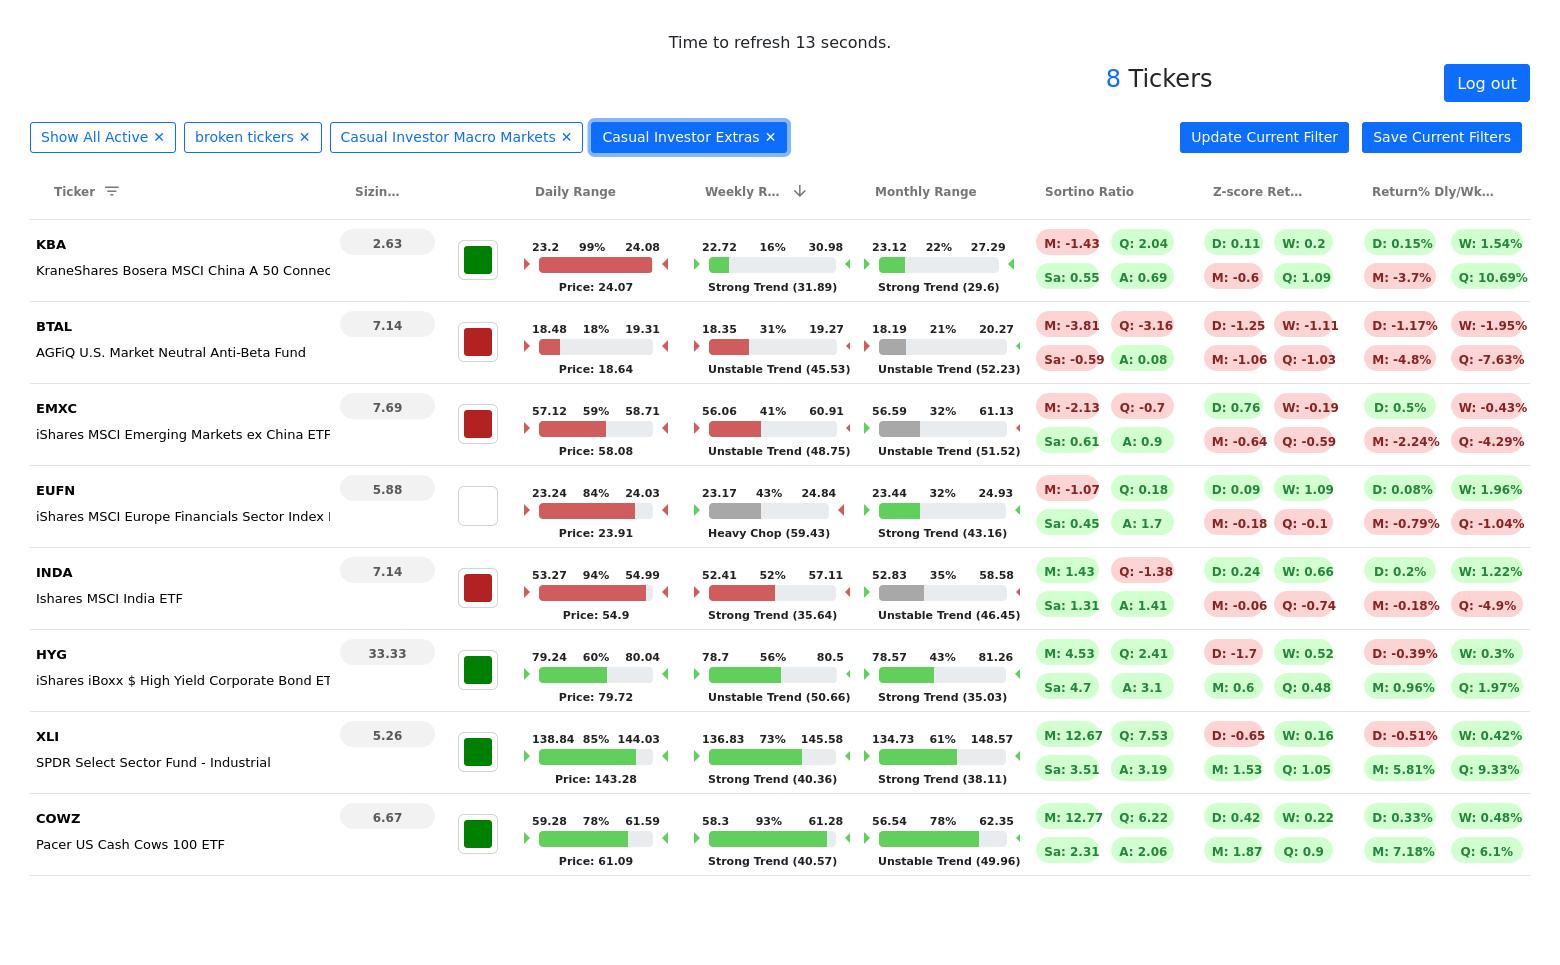 Time to refresh 13 seconds.
8 Tickers
Log out
Show All Active ✕ broken tickers ✕ Casual Investor Macro Markets ✕ Casual Investor Extras ✕ Update Current Filter Save Current Filters
Ticker Sizin… Daily Range Weekly R… Monthly Range Sortino Ratio Z-score Ret… Return% Dly/Wk…
KBA 2.63 23.2 99% 24.08 22.72 16% 30.98 23.12 22% 27.29 M: -1.43 Q: 2.04 D: 0.11 W: 0.2 D: 0.15% W: 1.54%
KraneShares Bosera MSCI China A 50 Connec Sa: 0.55 A: 0.69 M: -0.6 Q: 1.09 M: -3.7% Q: 10.69%
Price: 24.07 Strong Trend (31.89) Strong Trend (29.6)
BTAL 7.14 18.48 18% 19.31 18.35 31% 19.27 18.19 21% 20.27 M: -3.81 Q: -3.16 D: -1.25 W: -1.11 D: -1.17% W: -1.95%
AGFiQ U.S. Market Neutral Anti-Beta Fund Sa: -0.59 A: 0.08 M: -1.06 Q: -1.03 M: -4.8% Q: -7.63%
Price: 18.64 Unstable Trend (45.53) Unstable Trend (52.23)
EMXC 7.69 57.12 59% 58.71 56.06 41% 60.91 56.59 32% 61.13 M: -2.13 Q: -0.7 D: 0.76 W: -0.19 D: 0.5% W: -0.43%
iShares MSCI Emerging Markets ex China ETF Sa: 0.61 A: 0.9 M: -0.64 Q: -0.59 M: -2.24% Q: -4.29%
Price: 58.08 Unstable Trend (48.75) Unstable Trend (51.52)
EUFN 5.88 23.24 84% 24.03 23.17 43% 24.84 23.44 32% 24.93 M: -1.07 Q: 0.18 D: 0.09 W: 1.09 D: 0.08% W: 1.96%
iShares MSCI Europe Financials Sector Index Sa: 0.45 A: 1.7 M: -0.18 Q: -0.1 M: -0.79% Q: -1.04%
Price: 23.91 Heavy Chop (59.43) Strong Trend (43.16)
INDA 7.14 53.27 94% 54.99 52.41 52% 57.11 52.83 35% 58.58 M: 1.43 Q: -1.38 D: 0.24 W: 0.66 D: 0.2% W: 1.22%
Ishares MSCI India ETF Sa: 1.31 A: 1.41 M: -0.06 Q: -0.74 M: -0.18% Q: -4.9%
Price: 54.9 Strong Trend (35.64) Unstable Trend (46.45)
HYG 33.33 79.24 60% 80.04 78.7 56% 80.5 78.57 43% 81.26 M: 4.53 Q: 2.41 D: -1.7 W: 0.52 D: -0.39% W: 0.3%
iShares iBoxx $ High Yield Corporate Bond ET Sa: 4.7 A: 3.1 M: 0.6 Q: 0.48 M: 0.96% Q: 1.97%
Price: 79.72 Unstable Trend (50.66) Strong Trend (35.03)
XLI 5.26 138.84 85% 144.03 136.83 73% 145.58 134.73 61% 148.57 M: 12.67 Q: 7.53 D: -0.65 W: 0.16 D: -0.51% W: 0.42%
SPDR Select Sector Fund - Industrial Sa: 3.51 A: 3.19 M: 1.53 Q: 1.05 M: 5.81% Q: 9.33%
Price: 143.28 Strong Trend (40.36) Strong Trend (38.11)
COWZ 6.67 59.28 78% 61.59 58.3 93% 61.28 56.54 78% 62.35 M: 12.77 Q: 6.22 D: 0.42 W: 0.22 D: 0.33% W: 0.48%
Pacer US Cash Cows 100 ETF Sa: 2.31 A: 2.06 M: 1.87 Q: 0.9 M: 7.18% Q: 6.1%
Price: 61.09 Strong Trend (40.57) Unstable Trend (49.96)